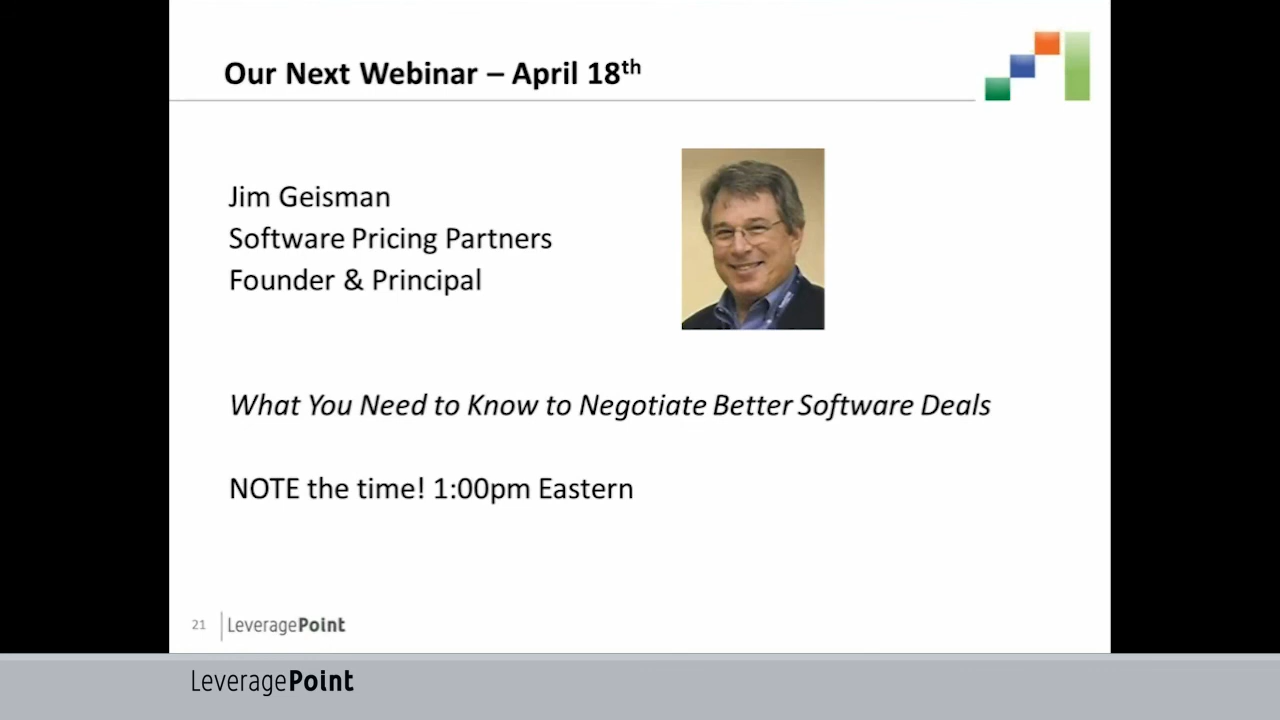 Our Next Webinar – April 18th
Jim Geisman
Software Pricing Partners
Founder & Principal
What You Need to Know to Negotiate Better Software Deals
NOTE the time! 1:00pm Eastern
21 LeveragePoint
LeveragePoint